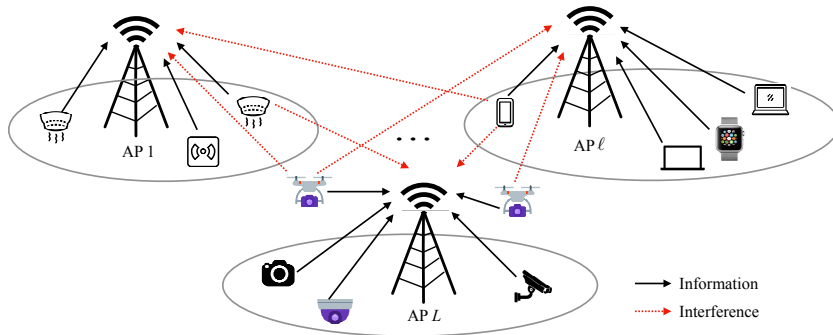 AP 1
. . .
AP ℓ
AP L
Information
Interference